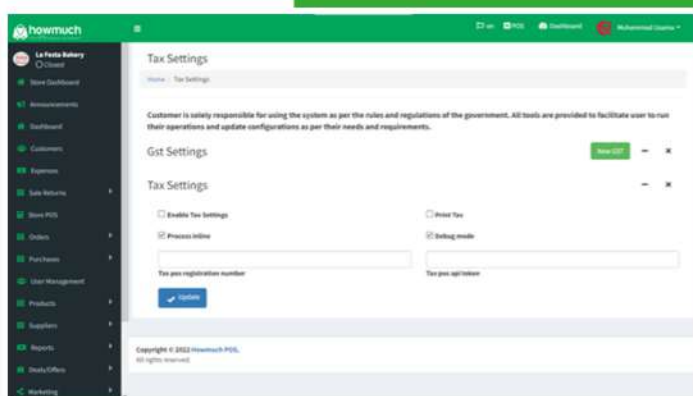 howmuch
en
POS
Dashboard
Muhammad Usama
La Festa Bakery
Closed
Store Dashboard
Announcements
Dashboard
Customers
Expenses
Sale Returns
Store POS
Orders
Purchases
User Management
Products
Suppliers
Reports
Deals/Offers
Marketing
Tax Settings
Home / Tax Settings
Customer is solely responsible for using the system as per the rules and regulations of the government. All tools are provided to facilitate user to run
their operations and update configurations as per their needs and requirements.
Gst Settings
New GST
Tax Settings
Enable Tax Settings
Print Tax
Process inline
Debug mode
Tax pos registration number
Tax pos api token
Update
Copyright © 2022 Howmuch POS.
All rights reserved.